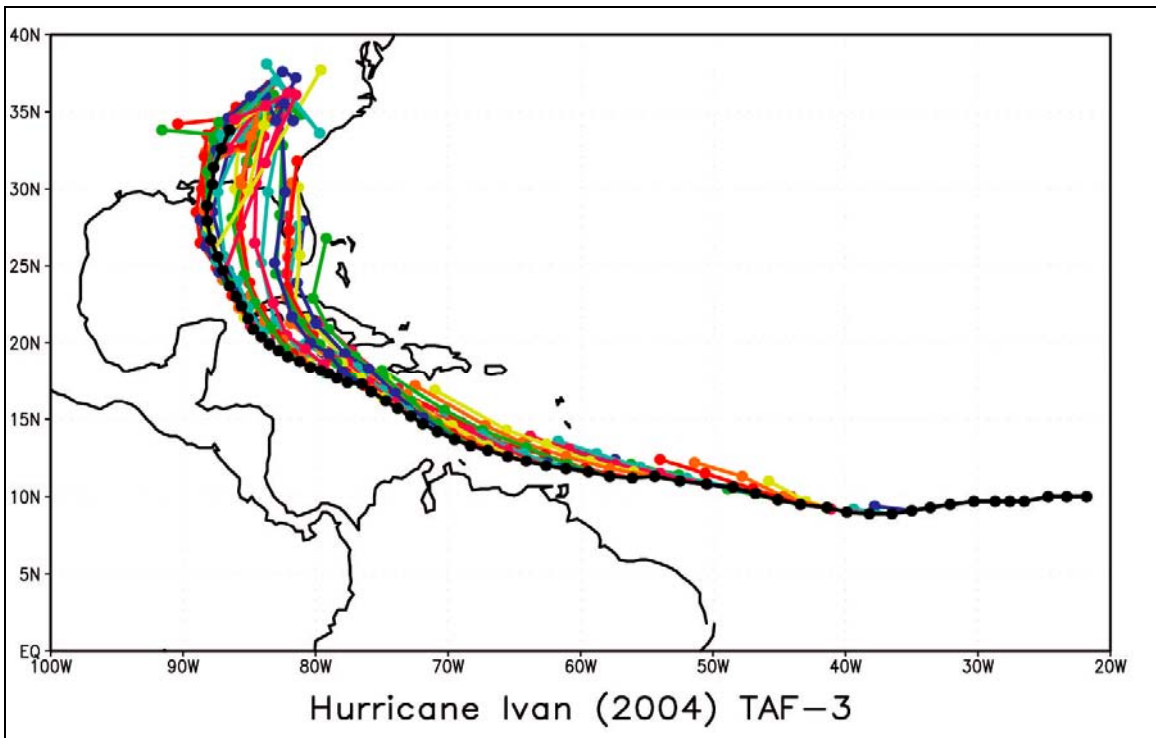 40N
35N
30N
25N
20N
15N
10N
5N
EQ
100W 90W 80W 70W 60W 50W 40W 30W 20W
Hurricane Ivan (2004) TAF-3